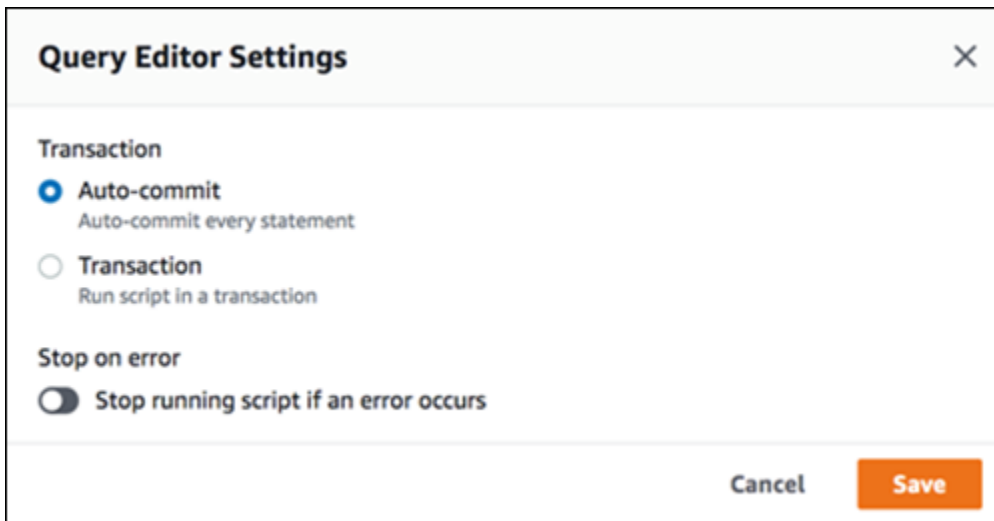 Query Editor Settings
Transaction
Auto-commit
Auto-commit every statement
Transaction
Run script in a transaction
Stop on error
Stop running script if an error occurs
Cancel Save